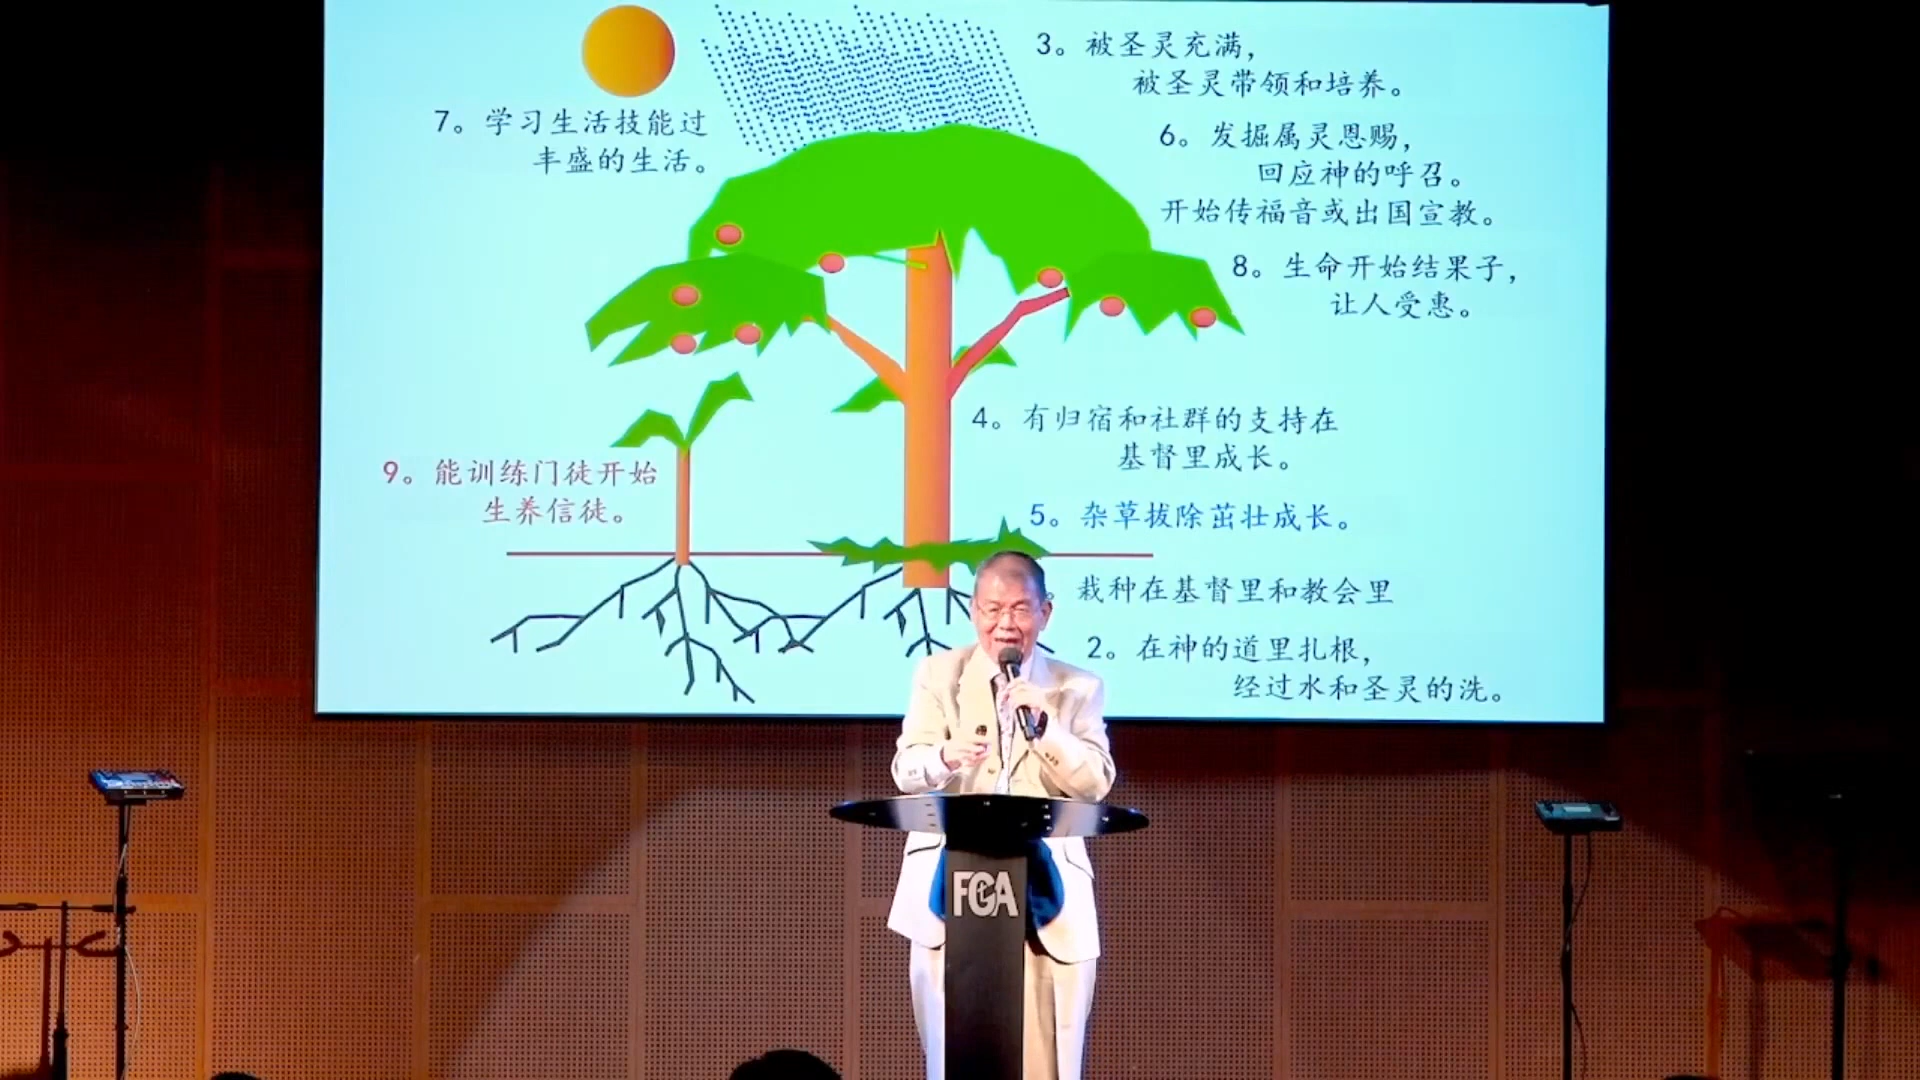 3。被圣灵充满，
被圣灵带领和培养。
7。学习生活技能过
丰盛的生活。
6。发掘属灵恩赐，
回应神的呼召。
开始传福音或出国宣教。
8。生命开始结果子，
让人受惠。
4。有归宿和社群的支持在
基督里成长。
9。能训练门徒开始
生养信徒。
5。杂草拔除茁壮成长。
栽种在基督里和教会里
2。在神的道里扎根，
经过水和圣灵的洗。
FGA